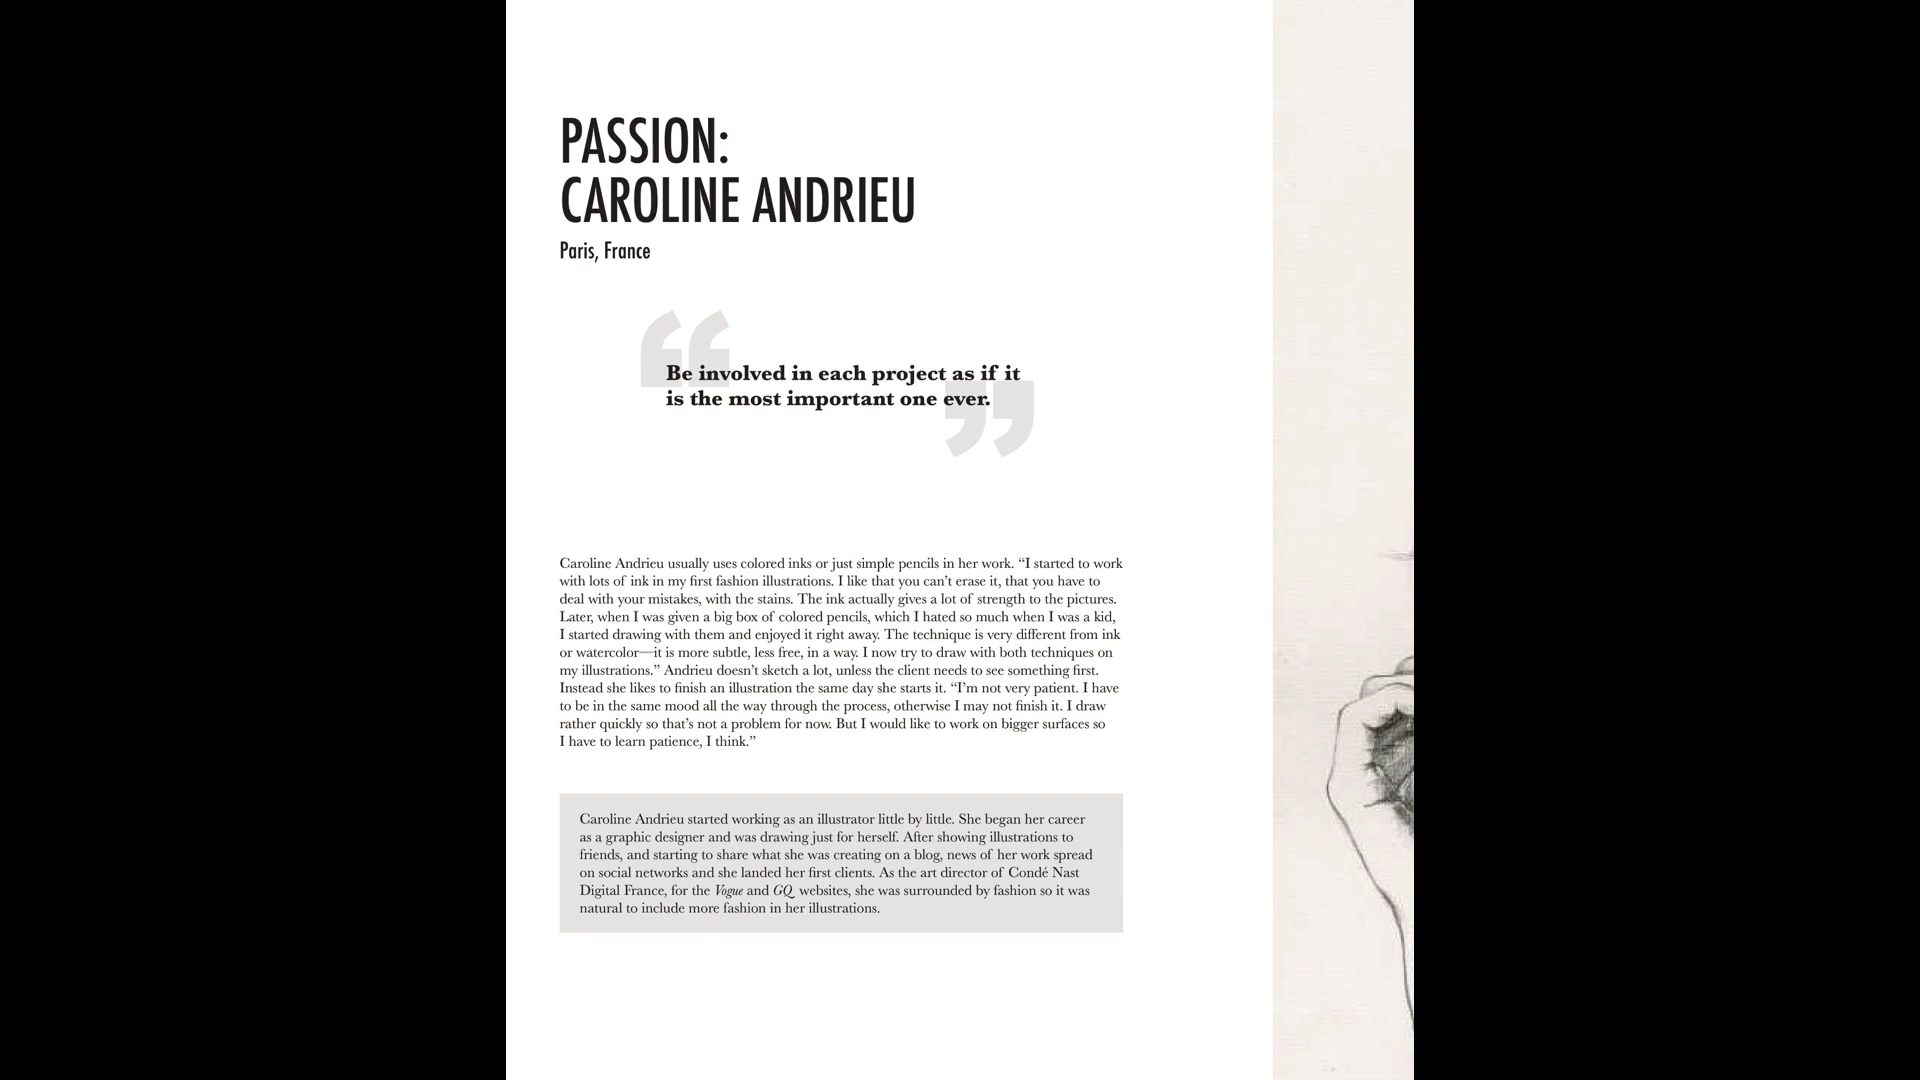 PASSION:
CAROLINE ANDRIEU
Paris, France
“Be involved in each project as if it
is the most important one ever.”
Caroline Andrieu usually uses colored inks or just simple pencils in her work. “I started to work
with lots of ink in my first fashion illustrations. I like that you can’t erase it, that you have to
deal with your mistakes, with the stains. The ink actually gives a lot of strength to the pictures.
Later, when I was given a big box of colored pencils, which I hated so much when I was a kid,
I started drawing with them and enjoyed it right away. The technique is very different from ink
or watercolor—it is more subtle, less free, in a way. I now try to draw with both techniques on
my illustrations.” Andrieu doesn’t sketch a lot, unless the client needs to see something first.
Instead she likes to finish an illustration the same day she starts it. “I’m not very patient. I have
to be in the same mood all the way through the process, otherwise I may not finish it. I draw
rather quickly so that’s not a problem for now. But I would like to work on bigger surfaces so
I have to learn patience, I think.”
Caroline Andrieu started working as an illustrator little by little. She began her career
as a graphic designer and was drawing just for herself. After showing illustrations to
friends, and starting to share what she was creating on a blog, news of her work spread
on social networks and she landed her first clients. As the art director of Condé Nast
Digital France, for the Vogue and GQ websites, she was surrounded by fashion so it was
natural to include more fashion in her illustrations.